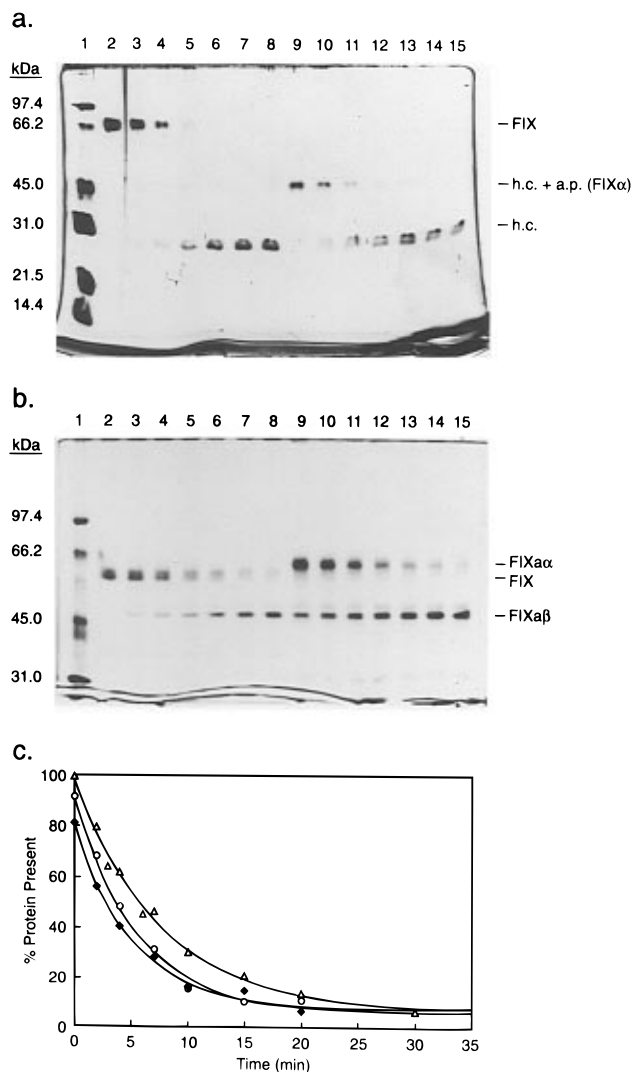 a.
1 2 3 4 5 6 7 8 9 10 11 12 13 14 15
kDa
97.4
66.2
45.0
31.0
21.5
14.4
FIX
h.c. + a.p. (FIXα)
h.c.
b.
1 2 3 4 5 6 7 8 9 10 11 12 13 14 15
kDa
97.4
66.2
45.0
31.0
FIXaα
FIX
FIXaβ
c.
100
80
60
40
20
0
% Protein Present
0 5 10 15 20 25 30 35
Time (min)